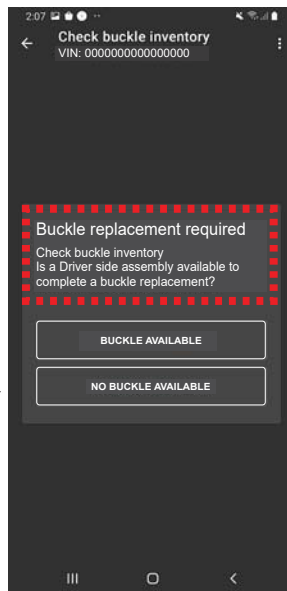 2:07
Check buckle inventory
VIN: 0000000000000000
Buckle replacement required
Check buckle inventory
Is a Driver side assembly available to
complete a buckle replacement?
BUCKLE AVAILABLE
NO BUCKLE AVAILABLE